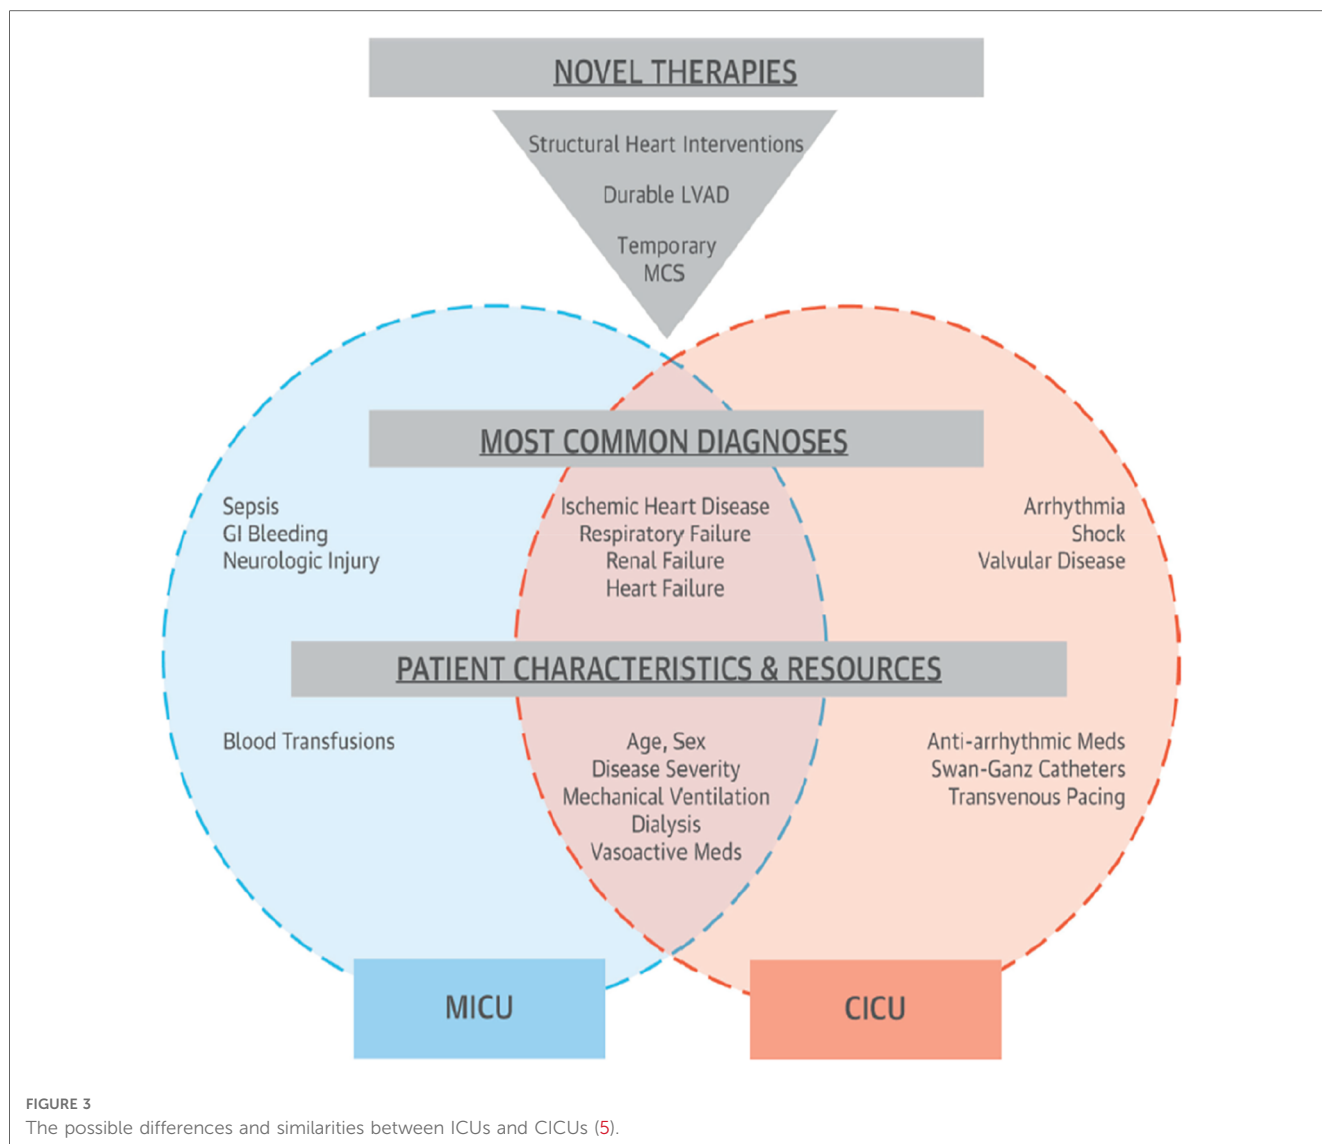 NOVEL THERAPIES
Structural Heart Interventions
Durable LVAD
Temporary
MCS
MOST COMMON DIAGNOSES
Sepsis
GI Bleeding
Neurologic Injury
Ischemic Heart Disease
Respiratory Failure
Renal Failure
Heart Failure
Arrhythmia
Shock
Valvular Disease
PATIENT CHARACTERISTICS & RESOURCES
Blood Transfusions
Age, Sex
Disease Severity
Mechanical Ventilation
Dialysis
Vasoactive Meds
Anti-arrhythmic Meds
Swan-Ganz Catheters
Transvenous Pacing
MICU
CICU
FIGURE 3
The possible differences and similarities between ICUs and CICUs (5).